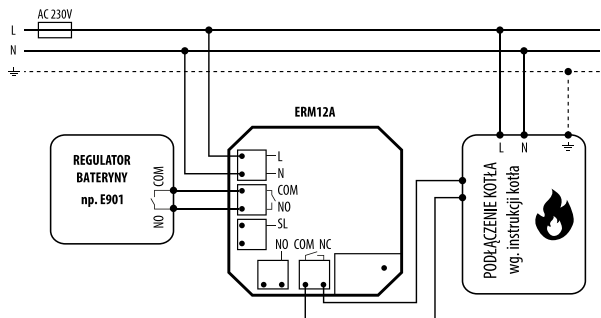 AC 230V
L
N
ERM12A
REGULATOR
BATERYJNY
np. E901
COM
NO
L
N
COM
NO
SL
NO COM NC
L N
PODŁĄCZENIE KOTŁA
wg. instrukcji kotła